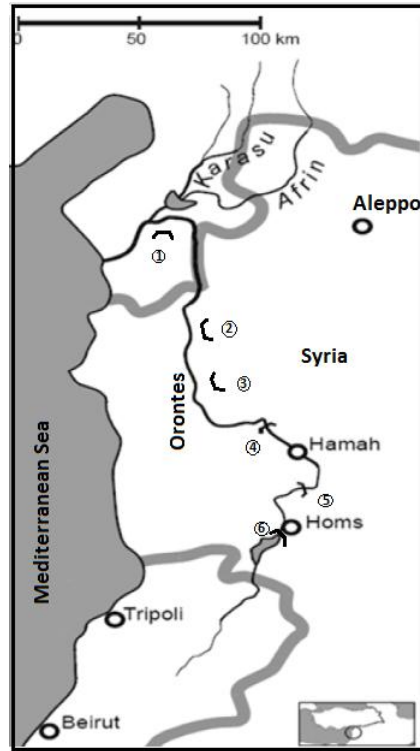 0 50 100 km
Karasu
Afrin
Aleppo
①
②
Syria
③
Orontes
④
Hamah
⑤
⑥
Homs
Mediterranean Sea
Tripoli
Beirut